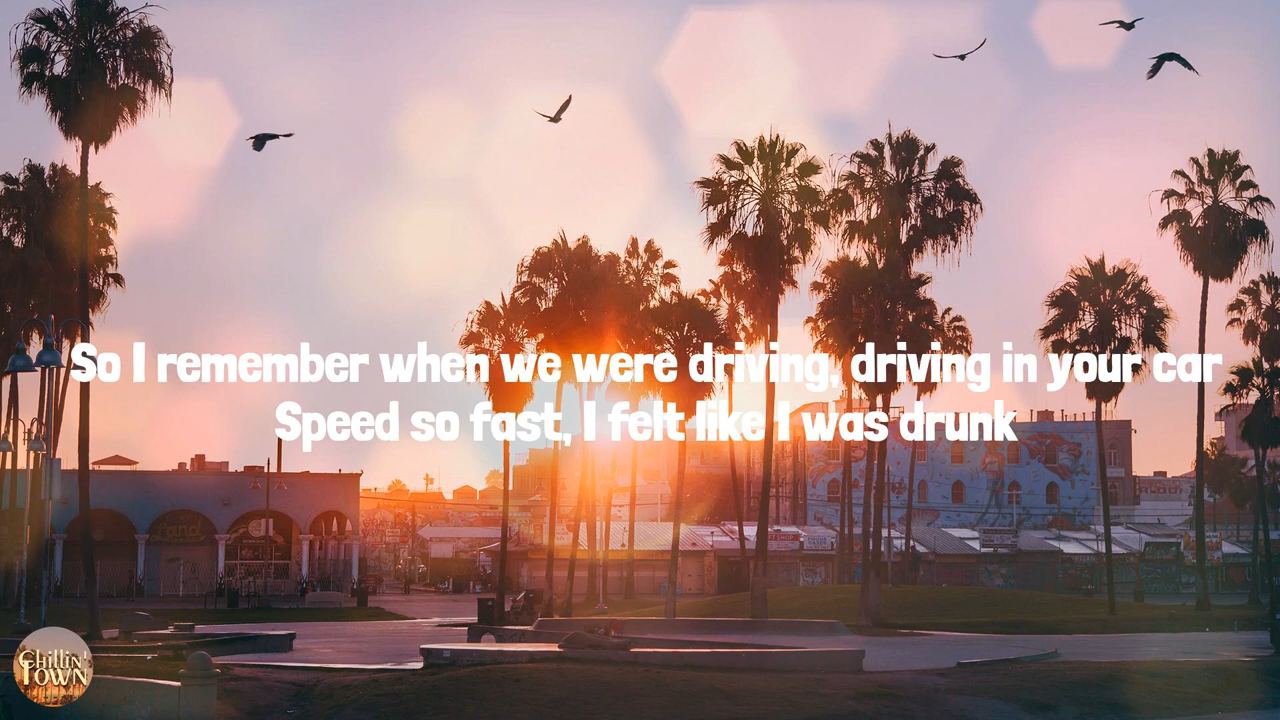 So I remember when we were driving, driving in your car
Speed so fast, I felt like I was drunk
Chillin'
Town